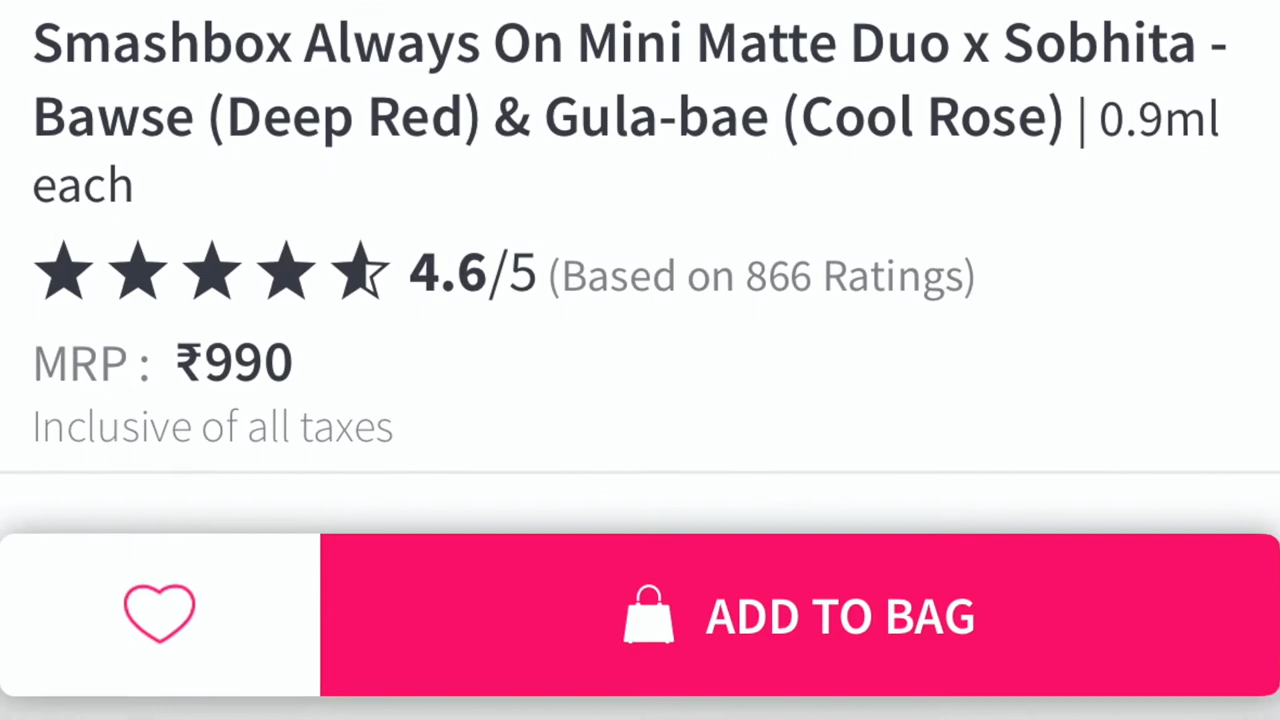 Smashbox Always On Mini Matte Duo x Sobhita -
Bawse (Deep Red) & Gula-bae (Cool Rose) | 0.9ml
each
4.6/5 (Based on 866 Ratings)
MRP : ₹990
Inclusive of all taxes
ADD TO BAG